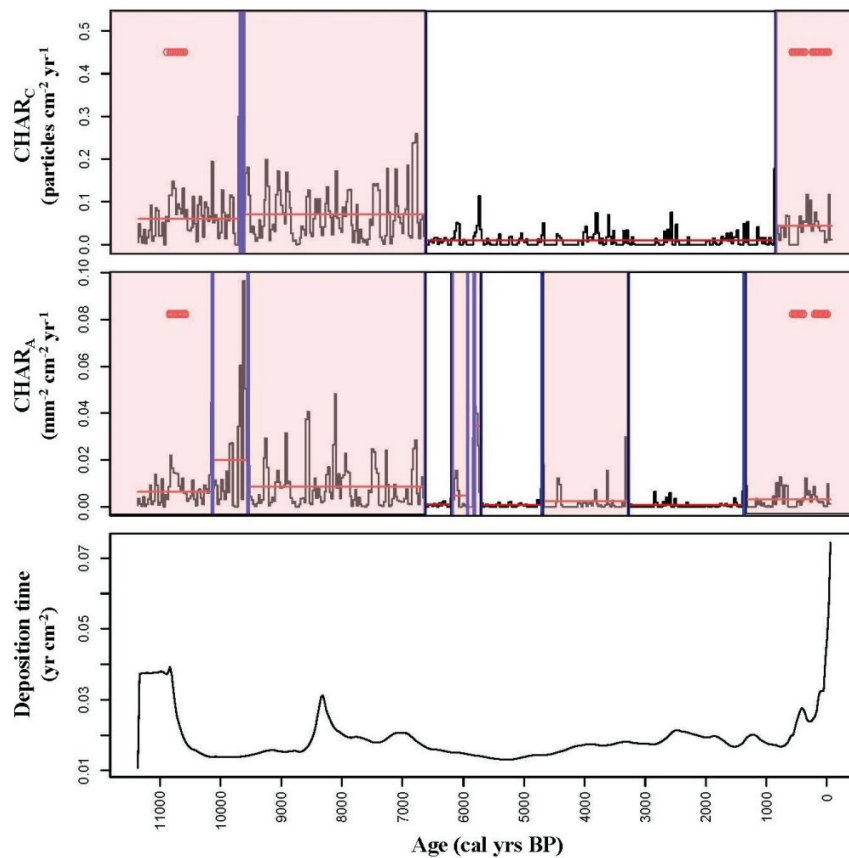 CHAR_C
(particles cm⁻² yr⁻¹)
0.5
0.4
0.3
0.2
0.1
0.0
CHAR_A
(mm⁻² cm⁻² yr⁻¹)
0.10
0.08
0.06
0.04
0.02
0.00
Deposition time
(yr cm⁻²)
0.07
0.05
0.03
0.01
11000 10000 9000 8000 7000 6000 5000 4000 3000 2000 1000 0
Age (cal yrs BP)